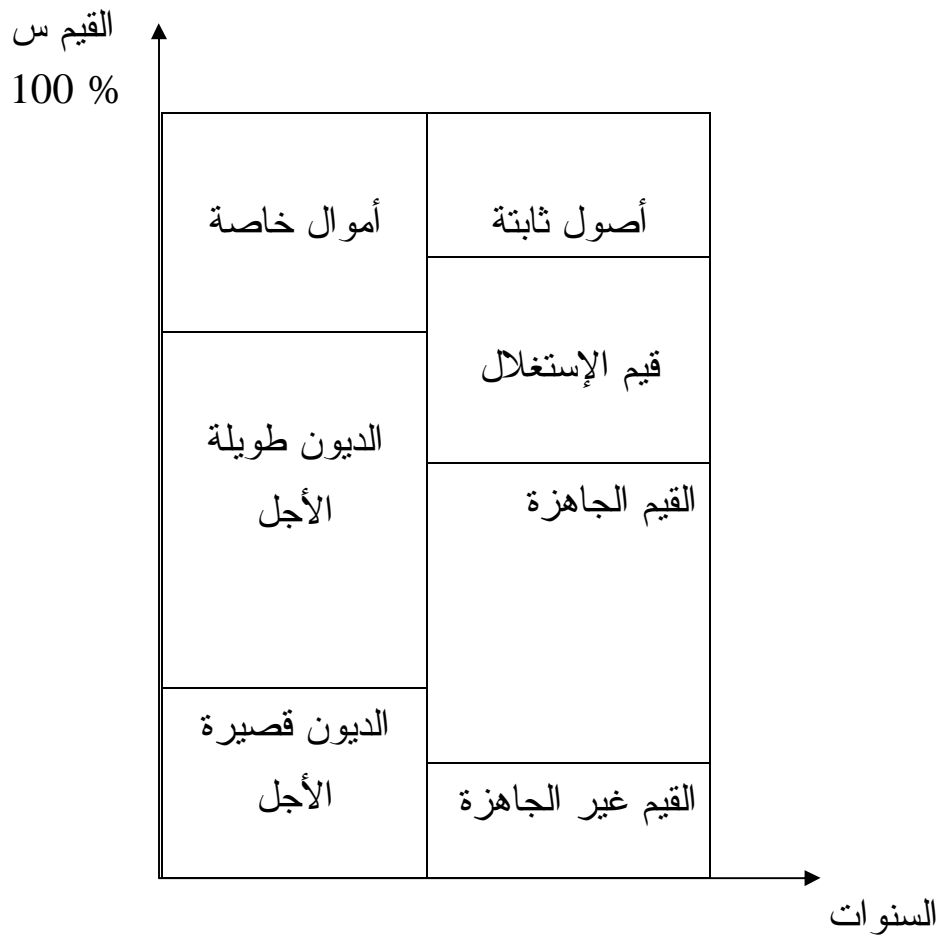 القيم س
100 %
أموال خاصة
أصول ثابتة
قيم الإستغلال
الديون طويلة
الأجل
القيم الجاهزة
الديون قصيرة
الأجل
القيم غير الجاهزة
السنوات